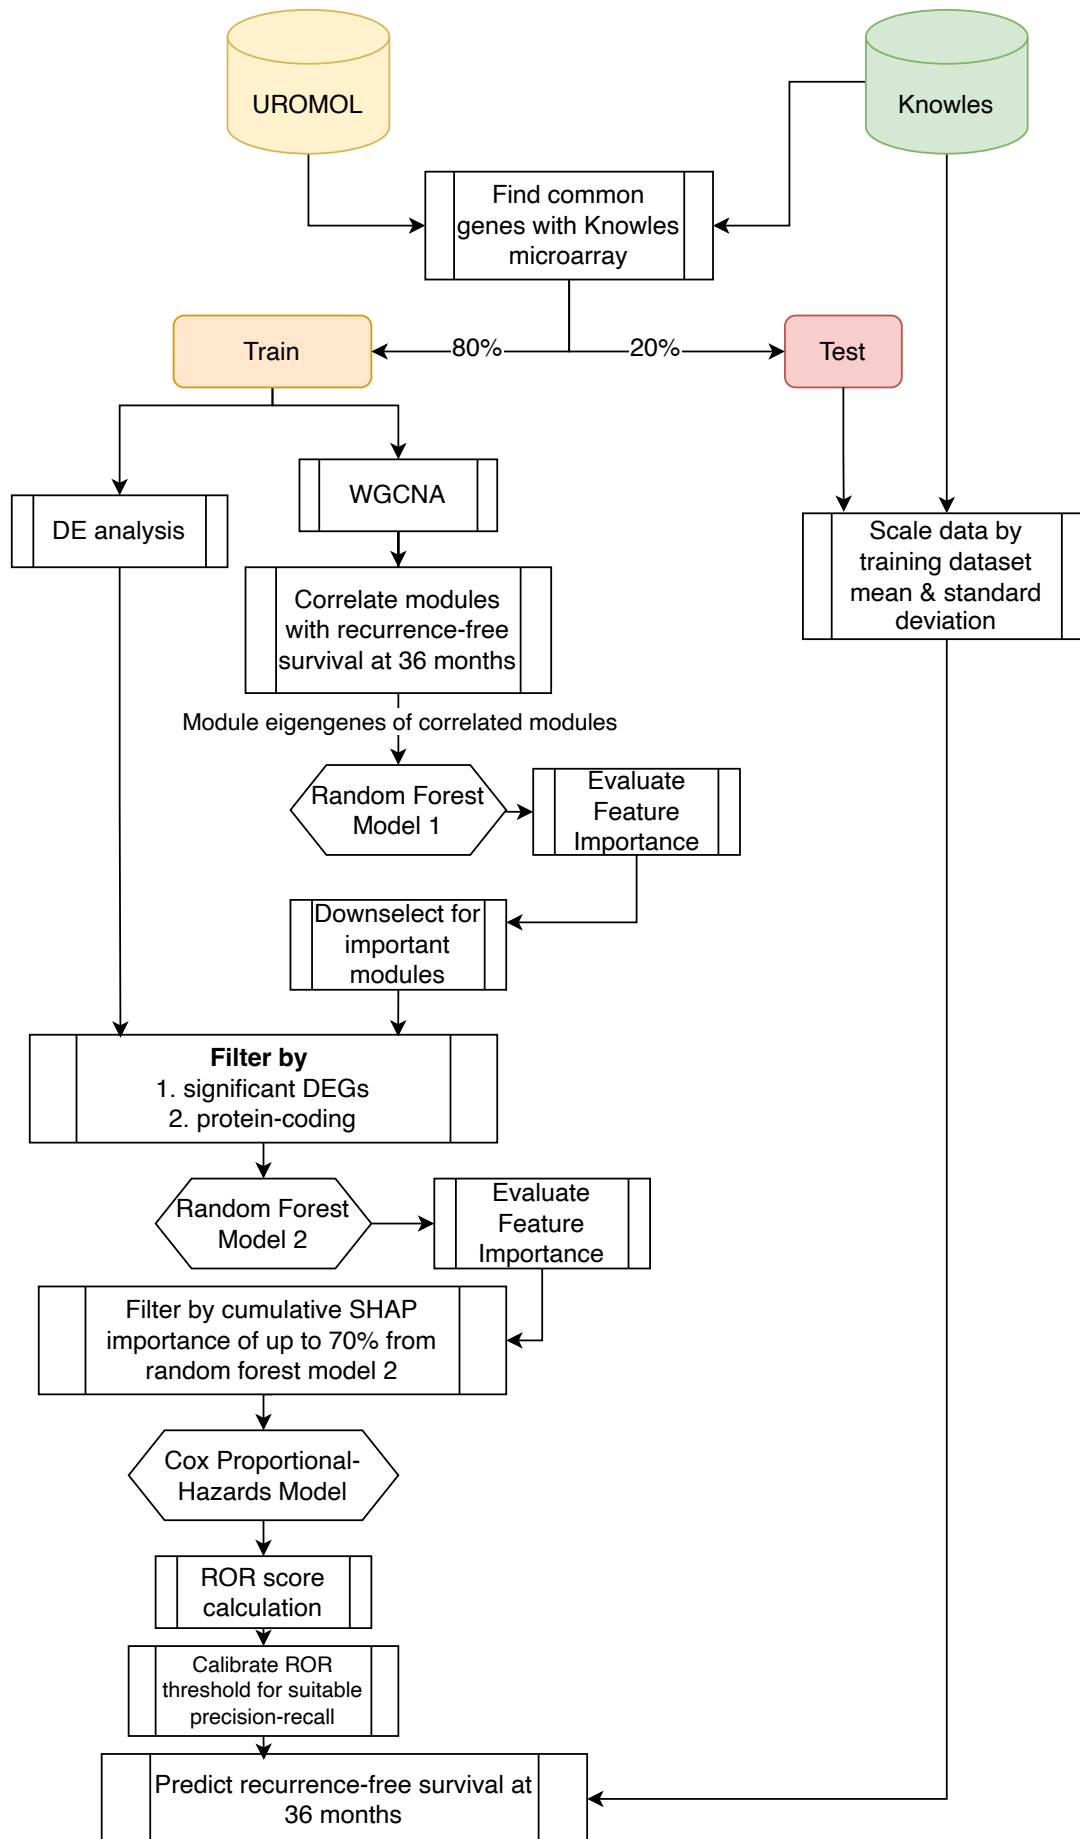 UROMOL
Knowles
Find common
genes with Knowles
microarray
80%
20%
Train
Test
DE analysis
WGCNA
Scale data by
training dataset
mean & standard
deviation
Correlate modules
with recurrence-free
survival at 36 months
Module eigengenes of correlated modules
Random Forest
Model 1
Evaluate
Feature
Importance
Downselect for
important
modules
Filter by
1. significant DEGs
2. protein-coding
Random Forest
Model 2
Evaluate
Feature
Importance
Filter by cumulative SHAP
importance of up to 70% from
random forest model 2
Cox Proportional-
Hazards Model
ROR score
calculation
Calibrate ROR
threshold for suitable
precision-recall
Predict recurrence-free survival at
36 months